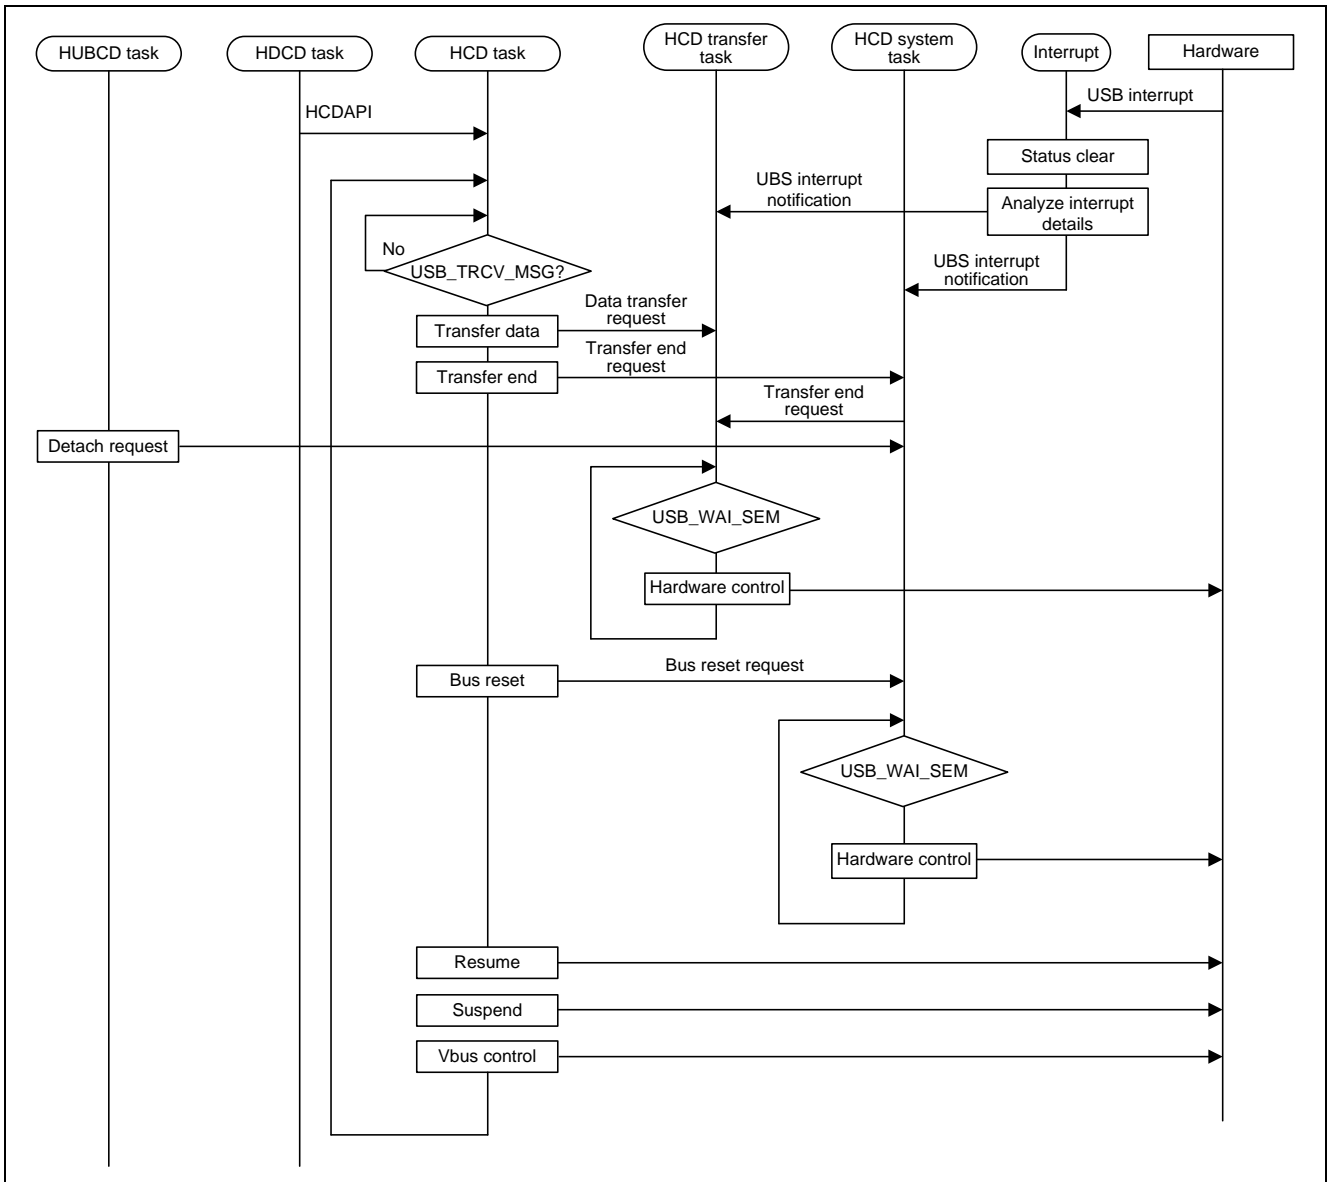 HUBCD task
HDCD task
HCD task
HCD transfer
task
HCD system
task
Interrupt
Hardware
USB interrupt
HCDAPI
Status clear
UBS interrupt
notification
Analyze interrupt
details
No
USB_TRCV_MSG?
UBS interrupt
notification
Data transfer
request
Transfer data
Transfer end
request
Transfer end
Transfer end
request
Detach request
USB_WAI_SEM
Hardware control
Bus reset
Bus reset request
USB_WAI_SEM
Hardware control
Resume
Suspend
Vbus control